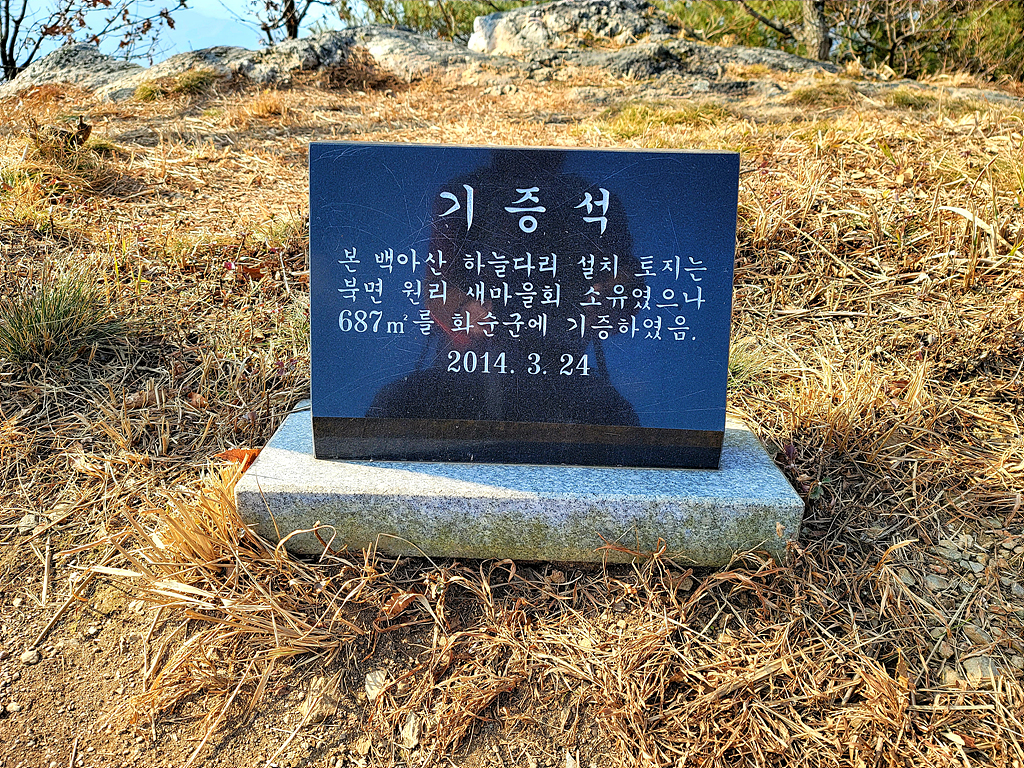 기증석
본 백아산 하늘다리 설치 토지는
북면 원리 새마을회 소유였으나
687㎡를 화순군에 기증하였음.
2014. 3. 24